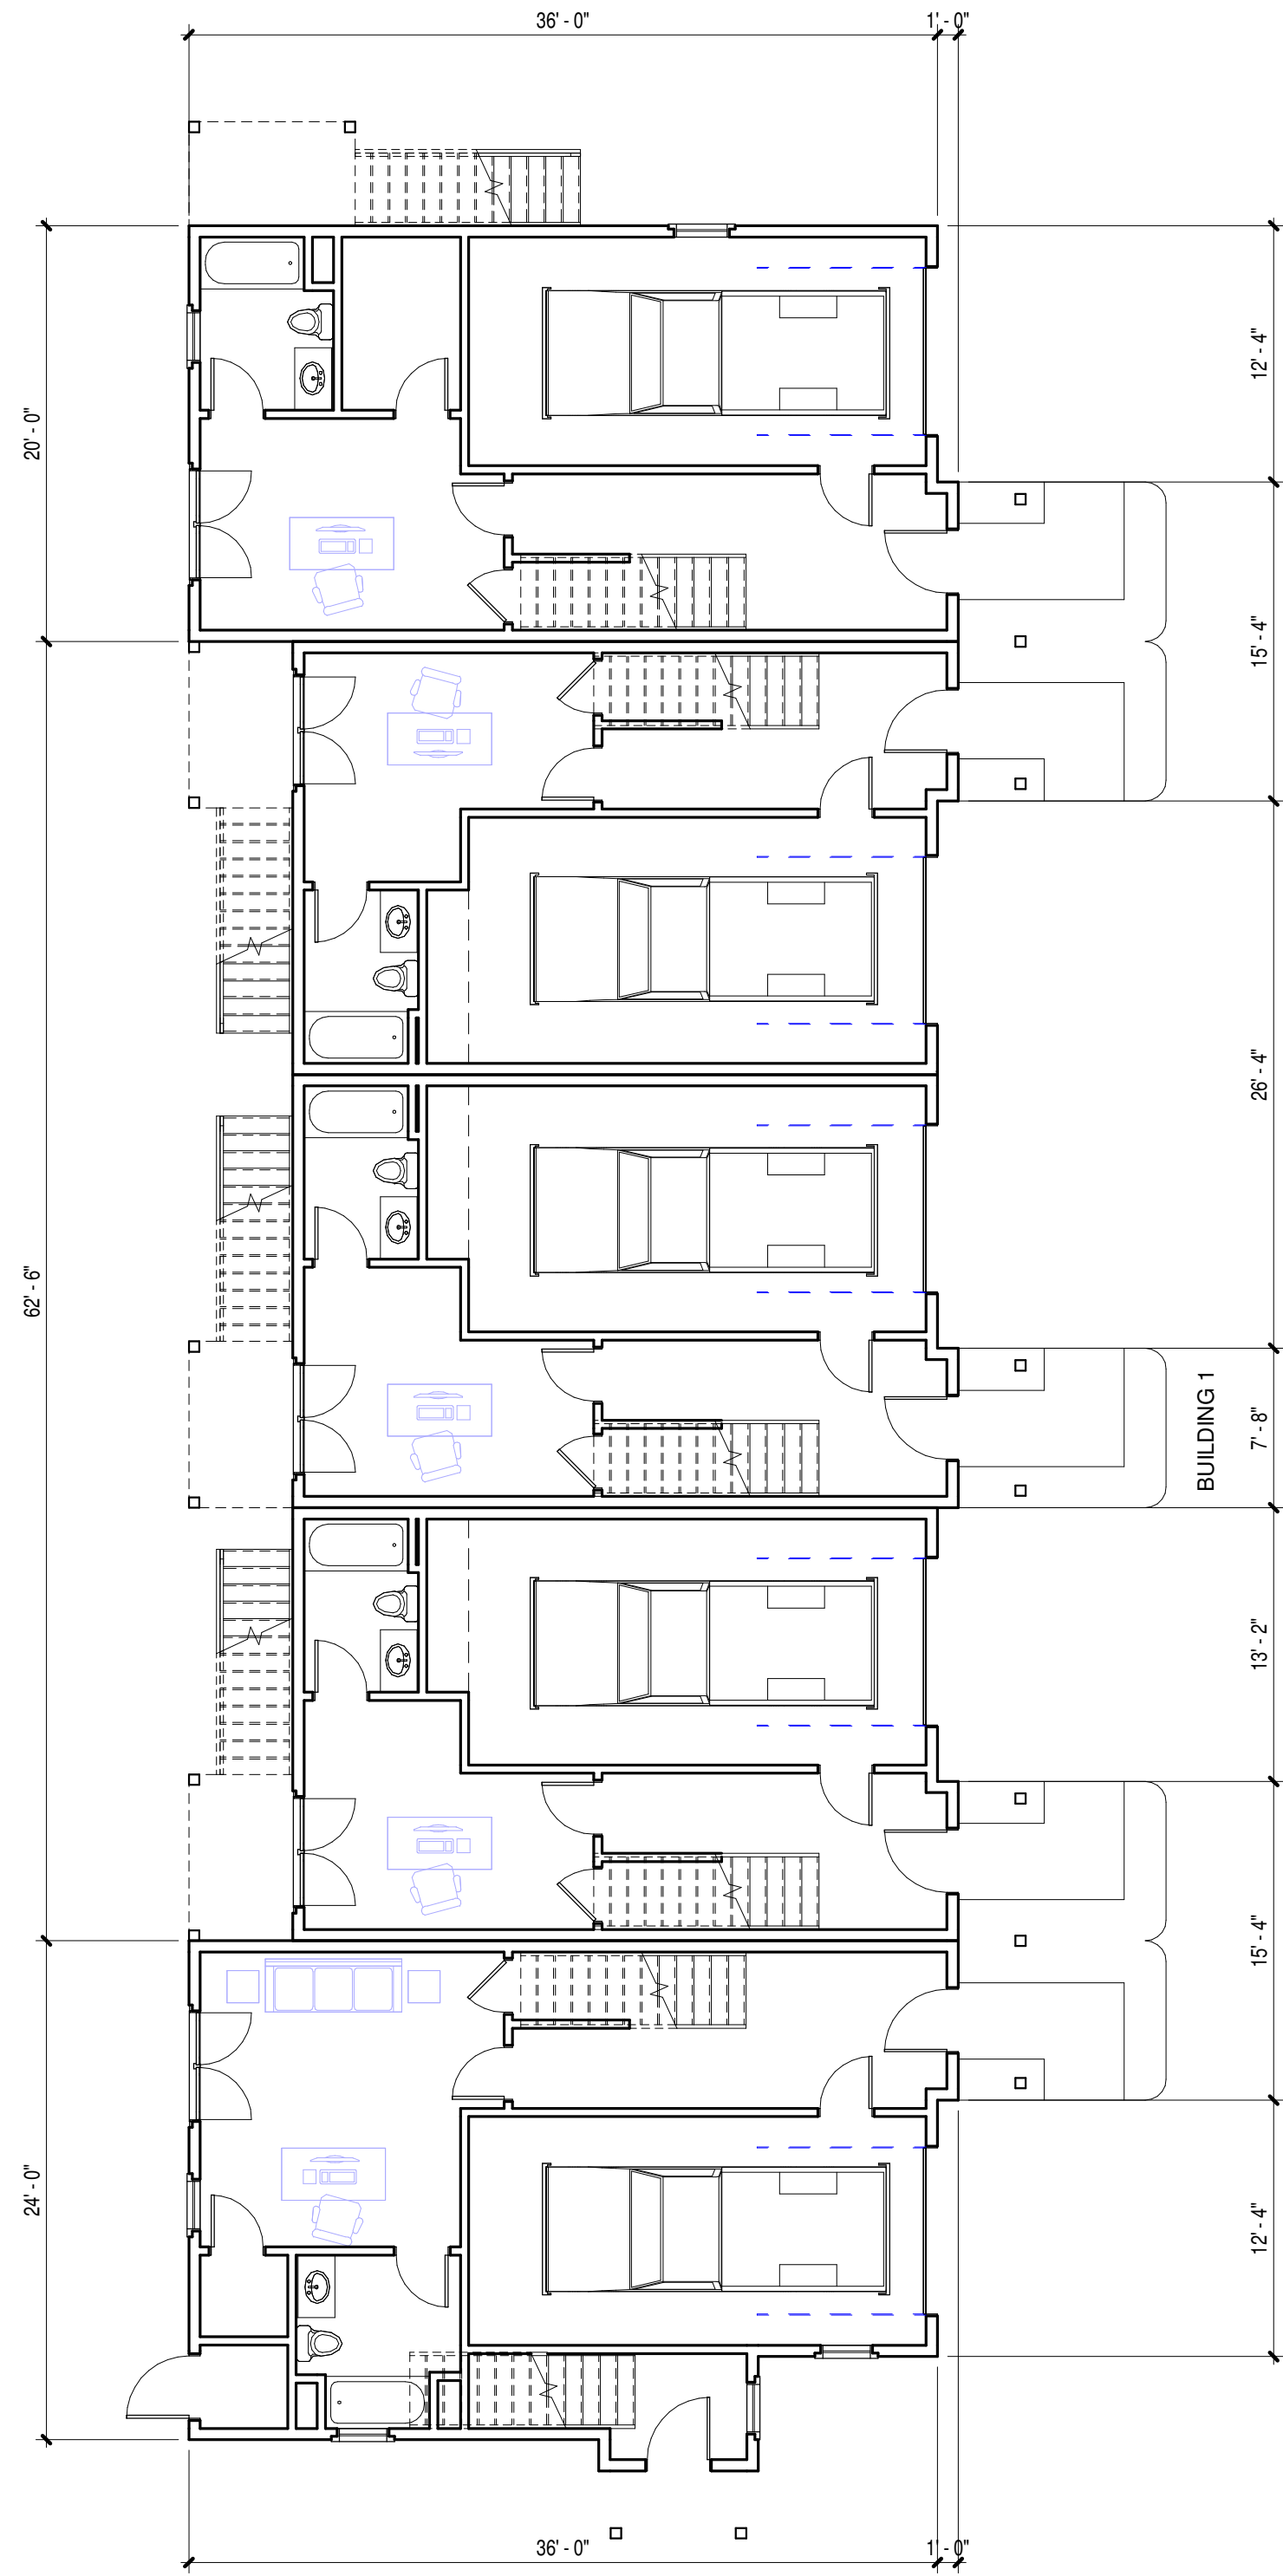 36' - 0"
1' - 0"
20' - 0"
62' - 6"
24' - 0"
12' - 4"
15' - 4"
26' - 4"
7' - 8"
BUILDING 1
13' - 2"
15' - 4"
12' - 4"
36' - 0"
1' - 0"